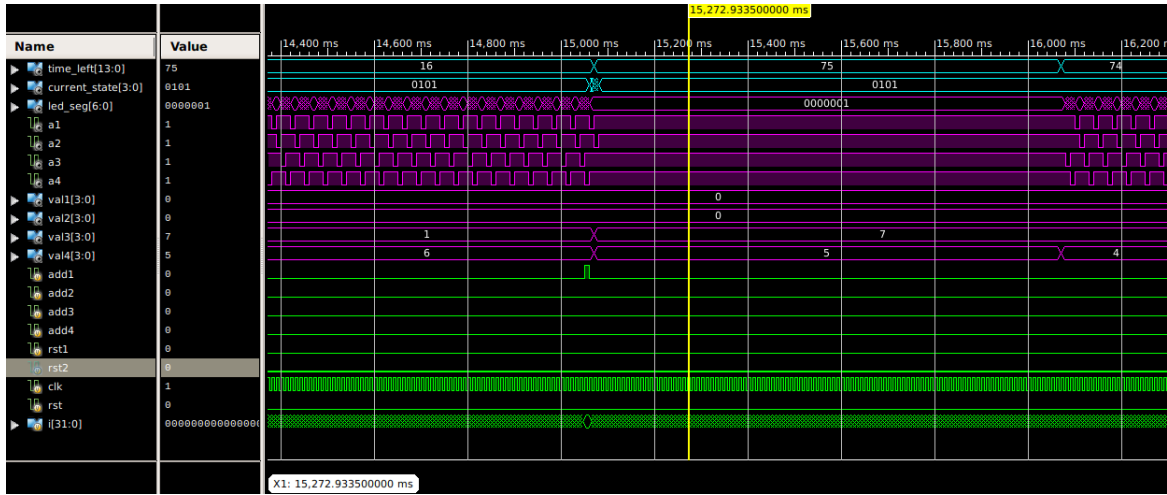 15,272.933500000 ms
Name Value 14,400 ms 14,600 ms 14,800 ms 15,000 ms 15,200 ms 15,400 ms 15,600 ms 15,800 ms 16,000 ms 16,200
time_left[13:0] 75 16 75 74
current_state[3:0] 0101 0101 0101
led_seg[6:0] 0000001 0000001
a1 1
a2 1
a3 1
a4 1
val1[3:0] 0 0
val2[3:0] 0 0
val3[3:0] 7 1 7
val4[3:0] 5 6 5 4
add1 0
add2 0
add3 0
add4 0
rst1 0
rst2 0
clk 1
rst 0
i[31:0]
X1: 15,272.933500000 ms